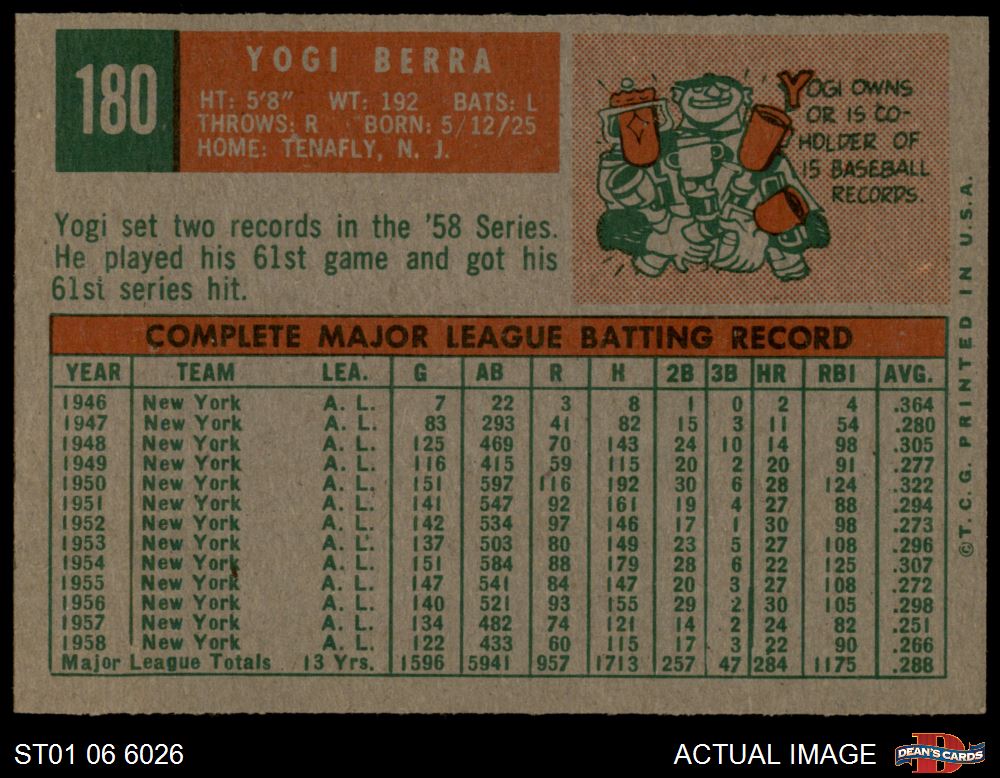 180
YOGI BERRA
HT: 5'8" WT: 192 BATS: L
THROWS: R BORN: 5/12/25
HOME: TENAFLY, N. J.
YOGI OWNS
OR IS CO-
HOLDER OF
15 BASEBALL
RECORDS.
Yogi set two records in the '58 Series.
He played his 61st game and got his
61st series hit.
COMPLETE MAJOR LEAGUE BATTING RECORD
YEAR TEAM LEA. G AB R H 2B 3B HR RBI AVG.
1946 New York A. L. 7 22 3 8 1 0 2 4 .364
1947 New York A. L. 83 293 41 82 15 3 11 54 .280
1948 New York A. L. 125 469 70 143 24 10 14 98 .305
1949 New York A. L. 116 415 59 115 20 2 20 91 .277
1950 New York A. L. 151 597 116 192 30 6 28 124 .322
1951 New York A. L. 141 547 92 161 19 4 27 88 .294
1952 New York A. L. 142 534 97 146 17 1 30 98 .273
1953 New York A. L. 137 503 80 149 23 5 27 108 .296
1954 New York A. L. 151 584 88 179 28 6 22 125 .307
1955 New York A. L. 147 541 84 147 20 3 27 108 .272
1956 New York A. L. 140 521 93 155 29 2 30 105 .298
1957 New York A. L. 134 482 74 121 14 2 24 82 .251
1958 New York A. L. 122 433 60 115 17 3 22 90 .266
Major League Totals 13 Yrs. 1596 5941 957 1713 257 47 284 1175 .288
©T. C. G. PRINTED IN U. S. A.
ST01 06 6026
ACTUAL IMAGE
D
DEAN'S CARDS